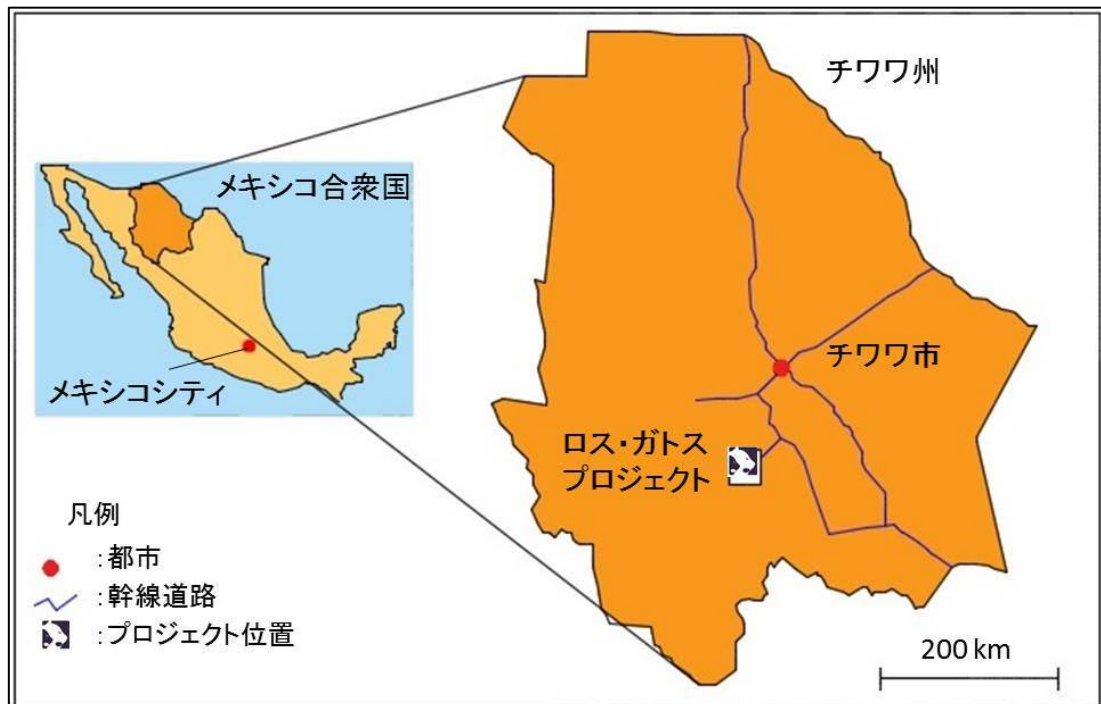 チワワ州
メキシコ合衆国
メキシコシティ
チワワ市
ロス・ガトス
プロジェクト
凡例
：都市
：幹線道路
：プロジェクト位置
200 km